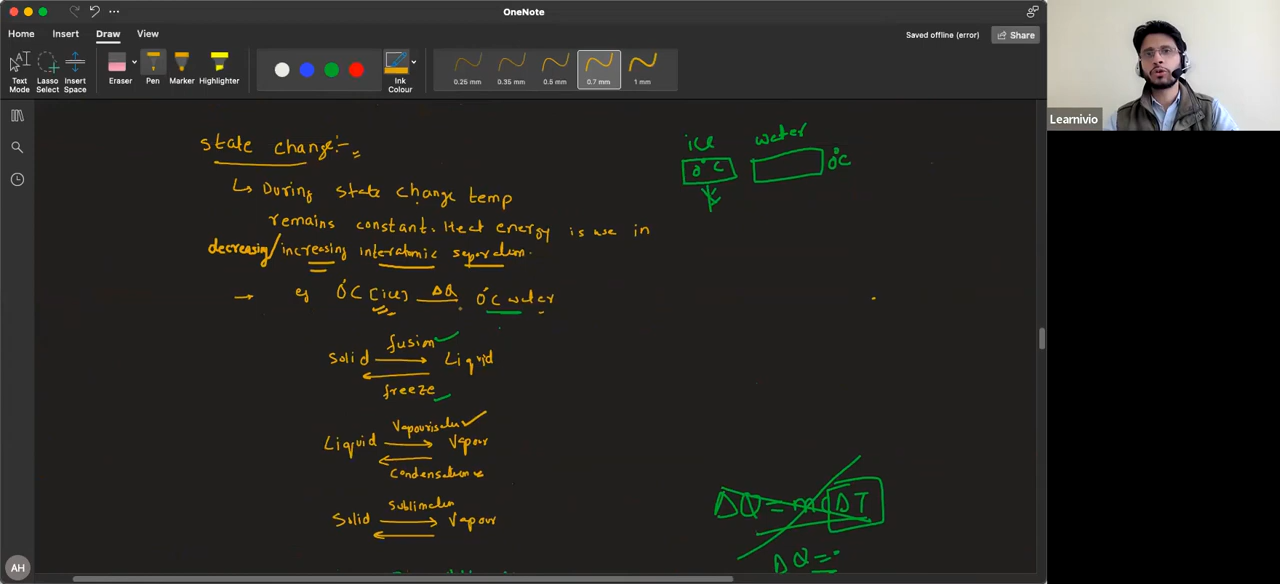 OneNote
Home Insert Draw View
Saved offline (error) Share
Text Mode
Lasso Select
Insert Space
Eraser
Pen
Marker
Highlighter
Ink Colour
0.25 mm
0.35 mm
0.5 mm
0.7 mm
1 mm
Learnivio
State change:-
↳ During state change temp
remains constant. Heat energy is use in
decreasing/increasing interatomic separation.
→ eg 0°C [ice] ΔQ 0°C water
Solid fusion Liquid
freeze
Liquid Vapourisation Vapour
Condensation
Solid Sublimation Vapour
ice water
0°C 0°C
ΔQ = m ΔT
ΔQ =
AH